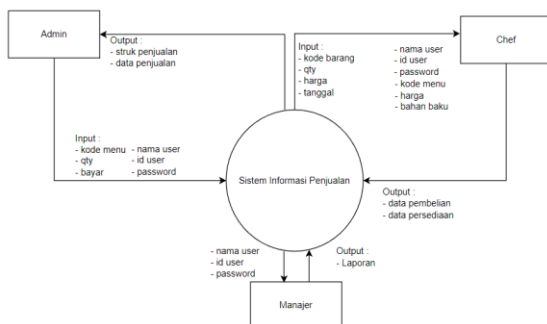 Admin
Output :
- struk penjualan
- data penjualan
Input :
- kode barang
- qty
- harga
- tanggal
- nama user
- id user
- password
- kode menu
- harga
- bahan baku
Chef
Input :
- kode menu
- qty
- bayar
- nama user
- id user
- password
Sistem Informasi Penjualan
Output :
- data pembelian
- data persediaan
- nama user
- id user
- password
Output :
- Laporan
Manajer